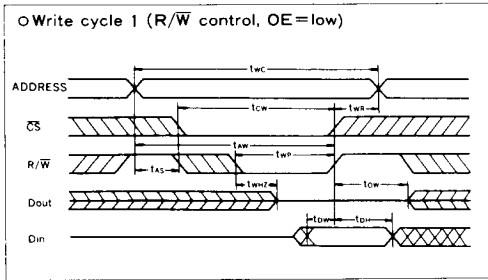 ○Write cycle 1 (R/W̅ control, OE=low)
tWC
ADDRESS
tCW tWR
C̅S̅
tAW
R/W̅ tAS tWP
tWHZ tOW
Dout
tDW tDH
Din